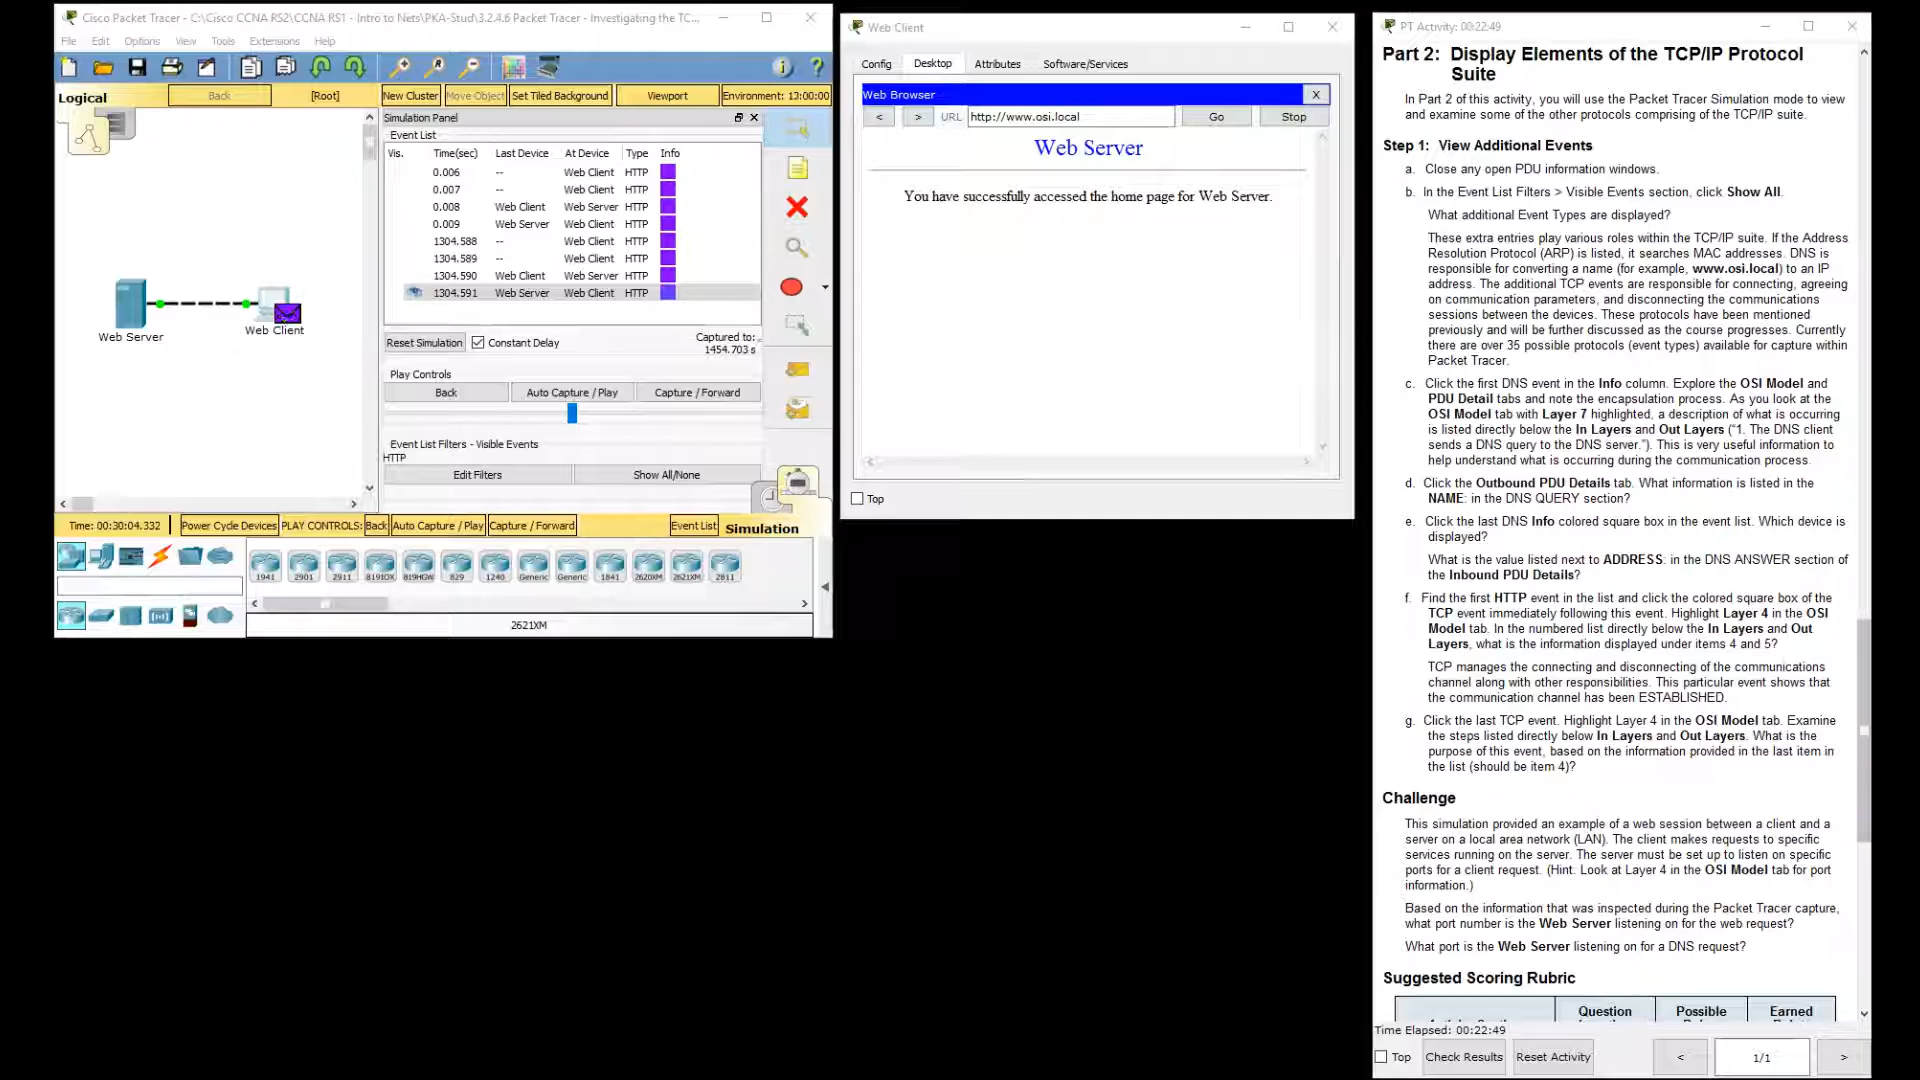 Cisco Packet Tracer - C:\Cisco CCNA RS2\CCNA RS1 - Intro to Nets\PKA-Stud\3.2.4.6 Packet Tracer - Investigating the TC...
File Edit Options View Tools Extensions Help
Logical
Back
[Root]
New Cluster
Move Object
Set Tiled Background
Viewport
Environment: 13:00:00
Web Server
Web Client
Simulation Panel
Event List
Vis. Time(sec) Last Device At Device Type Info
0.006 -- Web Client HTTP
0.007 -- Web Client HTTP
0.008 Web Client Web Server HTTP
0.009 Web Server Web Client HTTP
1304.588 -- Web Client HTTP
1304.589 -- Web Client HTTP
1304.590 Web Client Web Server HTTP
1304.591 Web Server Web Client HTTP
Reset Simulation
Constant Delay
Captured to:
1454.703 s
Play Controls
Back
Auto Capture / Play
Capture / Forward
Event List Filters - Visible Events
HTTP
Edit Filters
Show All/None
Time: 00:30:04.332
Power Cycle Devices
PLAY CONTROLS:
Back
Auto Capture / Play
Capture / Forward
Event List
Simulation
1941 2901 2911 819IOX 819HGW 829 1240 Generic Generic 1841 2620XM 2621XM 2811
2621XM
Web Client
Config Desktop Attributes Software/Services
Web Browser
X
<
>
URL
http://www.osi.local
Go
Stop
Web Server
You have successfully accessed the home page for Web Server.
Top
PT Activity: 00:22:49
Part 2: Display Elements of the TCP/IP Protocol
Suite
In Part 2 of this activity, you will use the Packet Tracer Simulation mode to view
and examine some of the other protocols comprising of the TCP/IP suite.
Step 1: View Additional Events
a. Close any open PDU information windows.
b. In the Event List Filters > Visible Events section, click Show All.
What additional Event Types are displayed?
These extra entries play various roles within the TCP/IP suite. If the Address
Resolution Protocol (ARP) is listed, it searches MAC addresses. DNS is
responsible for converting a name (for example, www.osi.local) to an IP
address. The additional TCP events are responsible for connecting, agreeing
on communication parameters, and disconnecting the communications
sessions between the devices. These protocols have been mentioned
previously and will be further discussed as the course progresses. Currently
there are over 35 possible protocols (event types) available for capture within
Packet Tracer.
c. Click the first DNS event in the Info column. Explore the OSI Model and
PDU Detail tabs and note the encapsulation process. As you look at the
OSI Model tab with Layer 7 highlighted, a description of what is occurring
is listed directly below the In Layers and Out Layers ("1. The DNS client
sends a DNS query to the DNS server."). This is very useful information to
help understand what is occurring during the communication process.
d. Click the Outbound PDU Details tab. What information is listed in the
NAME: in the DNS QUERY section?
e. Click the last DNS Info colored square box in the event list. Which device is
displayed?
What is the value listed next to ADDRESS: in the DNS ANSWER section of
the Inbound PDU Details?
f. Find the first HTTP event in the list and click the colored square box of the
TCP event immediately following this event. Highlight Layer 4 in the OSI
Model tab. In the numbered list directly below the In Layers and Out
Layers, what is the information displayed under items 4 and 5?
TCP manages the connecting and disconnecting of the communications
channel along with other responsibilities. This particular event shows that
the communication channel has been ESTABLISHED.
g. Click the last TCP event. Highlight Layer 4 in the OSI Model tab. Examine
the steps listed directly below In Layers and Out Layers. What is the
purpose of this event, based on the information provided in the last item in
the list (should be item 4)?
Challenge
This simulation provided an example of a web session between a client and a
server on a local area network (LAN). The client makes requests to specific
services running on the server. The server must be set up to listen on specific
ports for a client request. (Hint: Look at Layer 4 in the OSI Model tab for port
information.)
Based on the information that was inspected during the Packet Tracer capture,
what port number is the Web Server listening on for the web request?
What port is the Web Server listening on for a DNS request?
Suggested Scoring Rubric
Question Possible Earned
Time Elapsed: 00:22:49
Top
Check Results
Reset Activity
<
1/1
>